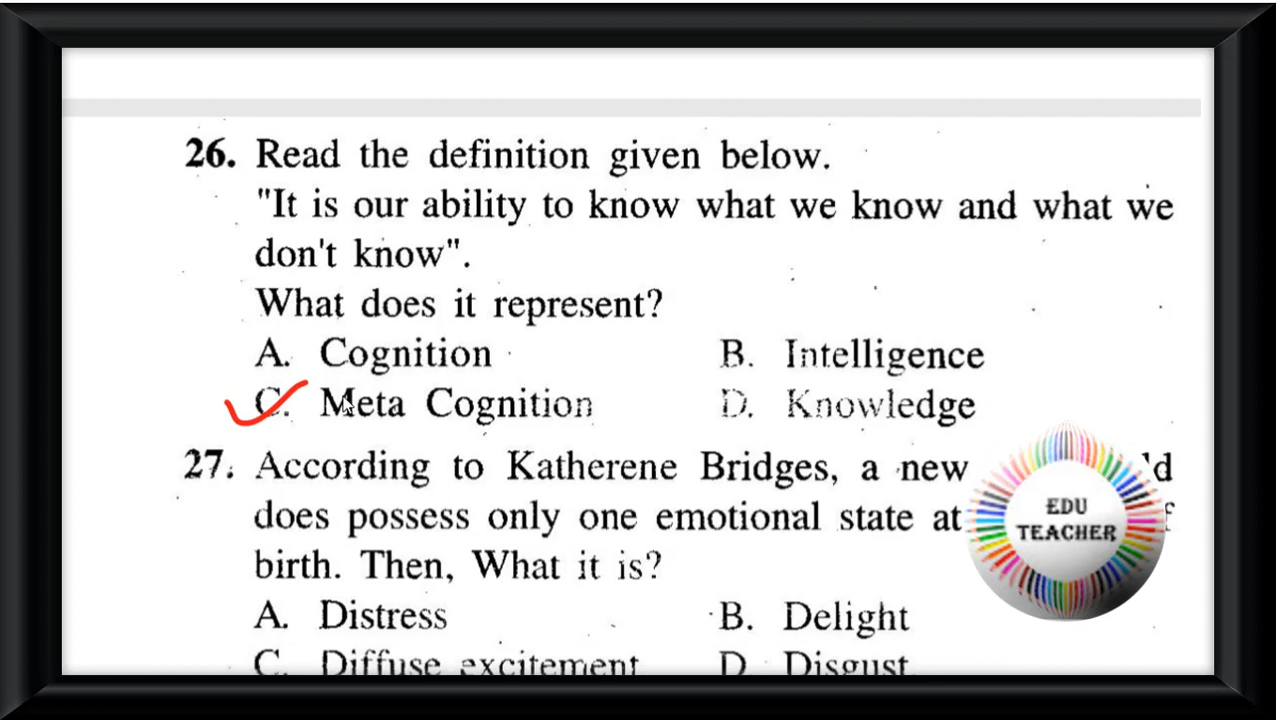 26. Read the definition given below.
"It is our ability to know what we know and what we
don't know".
What does it represent?
A. Cognition B. Intelligence
C. Meta Cognition D. Knowledge
27. According to Katherene Bridges, a new
does possess only one emotional state at
birth. Then, What it is?
A. Distress B. Delight
C. Diffuse excitement D. Disgust
EDU
TEACHER